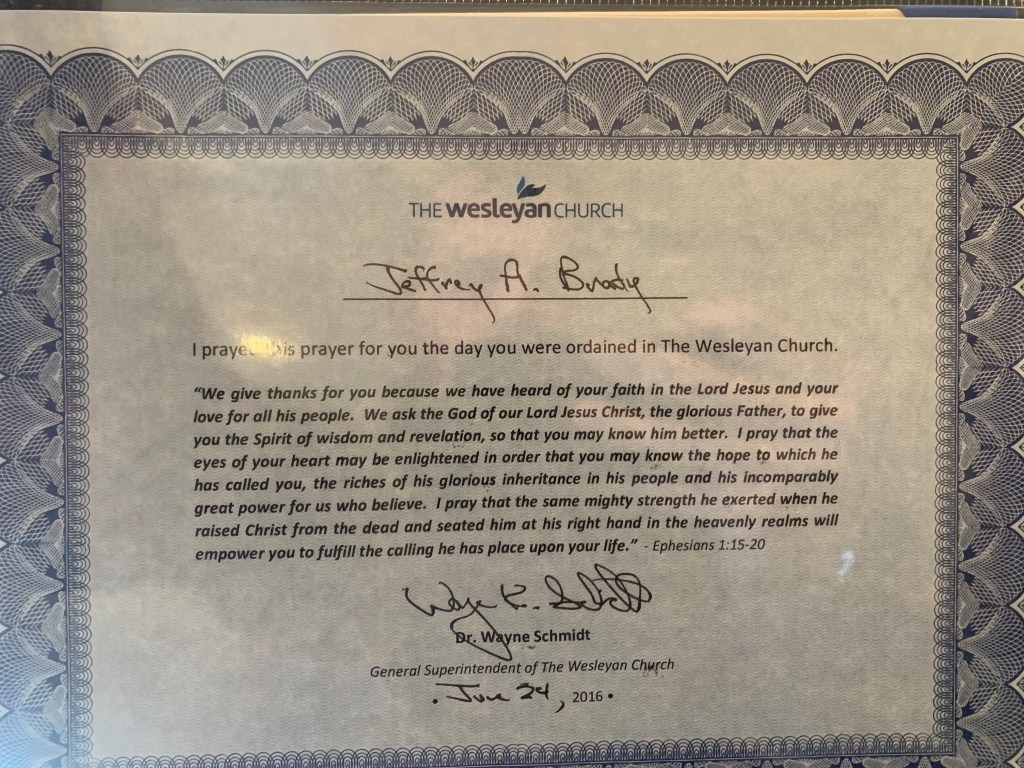 THE wesleyan CHURCH
Jeffrey A. Brady
I praye is prayer for you the day you were ordained in The Wesleyan Church.
“We give thanks for you because we have heard of your faith in the Lord Jesus and your
love for all his people. We ask the God of our Lord Jesus Christ, the glorious Father, to give
you the Spirit of wisdom and revelation, so that you may know him better. I pray that the
eyes of your heart may be enlightened in order that you may know the hope to which he
has called you, the riches of his glorious inheritance in his people and his incomparably
great power for us who believe. I pray that the same mighty strength he exerted when he
raised Christ from the dead and seated him at his right hand in the heavenly realms will
empower you to fulfill the calling he has place upon your life.” - Ephesians 1:15-20
Wayne K. Schmidt
Dr. Wayne Schmidt
General Superintendent of The Wesleyan Church
• June 24, 2016 •